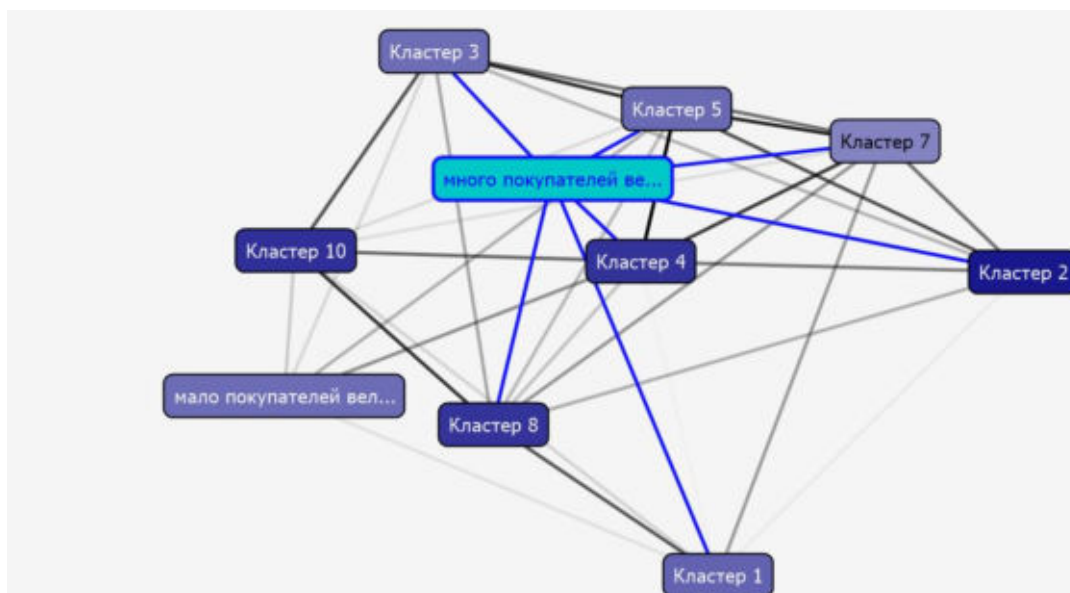 Кластер 3
Кластер 5
Кластер 7
много покупателей ве...
Кластер 10
Кластер 4
Кластер 2
мало покупателей вел...
Кластер 8
Кластер 1